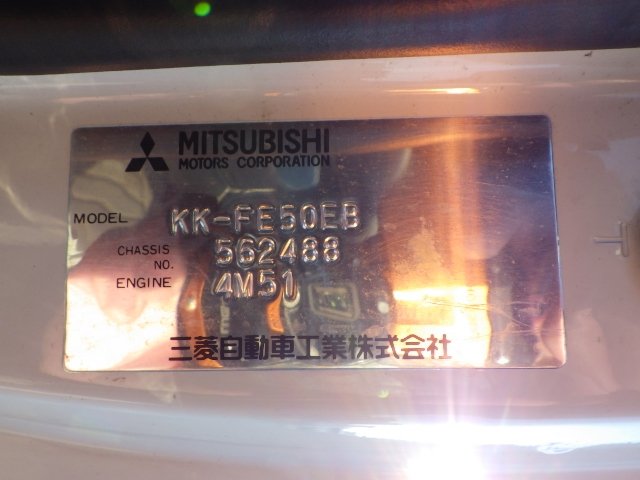 MITSUBISHI
MOTORS CORPORATION
MODEL KK-FE50EB
CHASSIS NO. 562488
ENGINE 4M51
三菱自動車工業株式会社